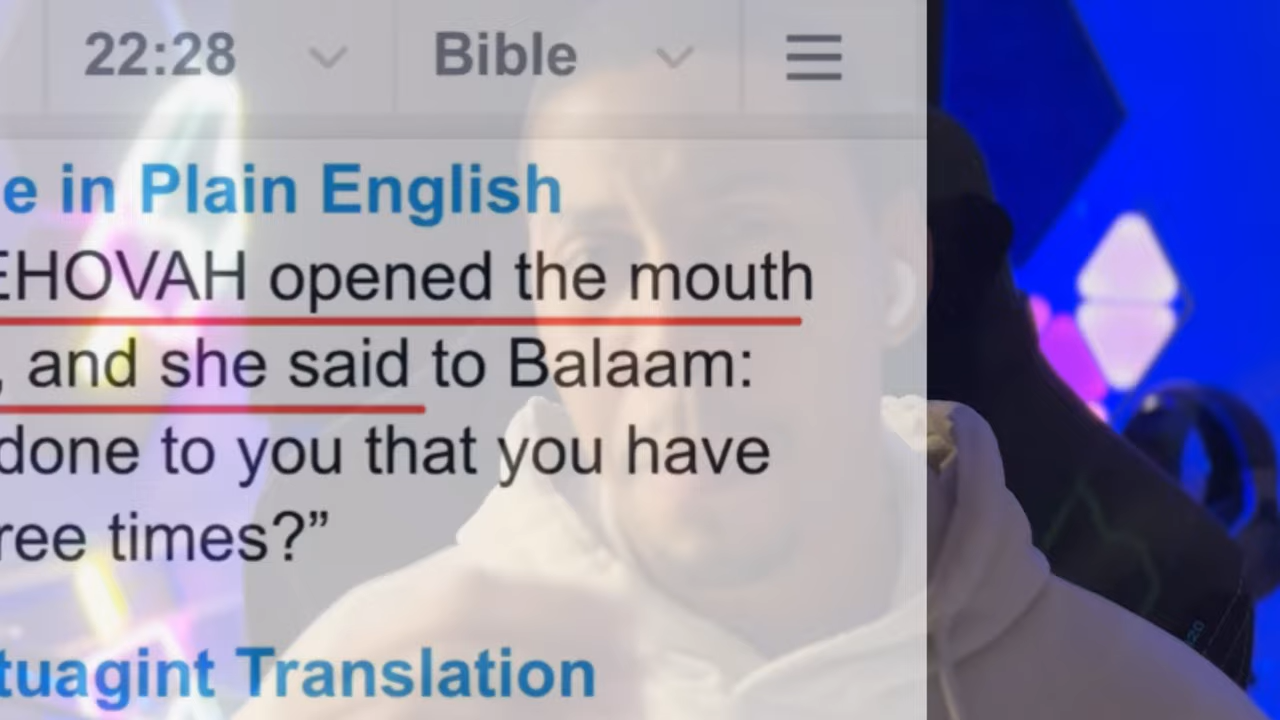 22:28 Bible
e in Plain English
EHOVAH opened the mouth
, and she said to Balaam:
done to you that you have
ree times?”
tuagint Translation